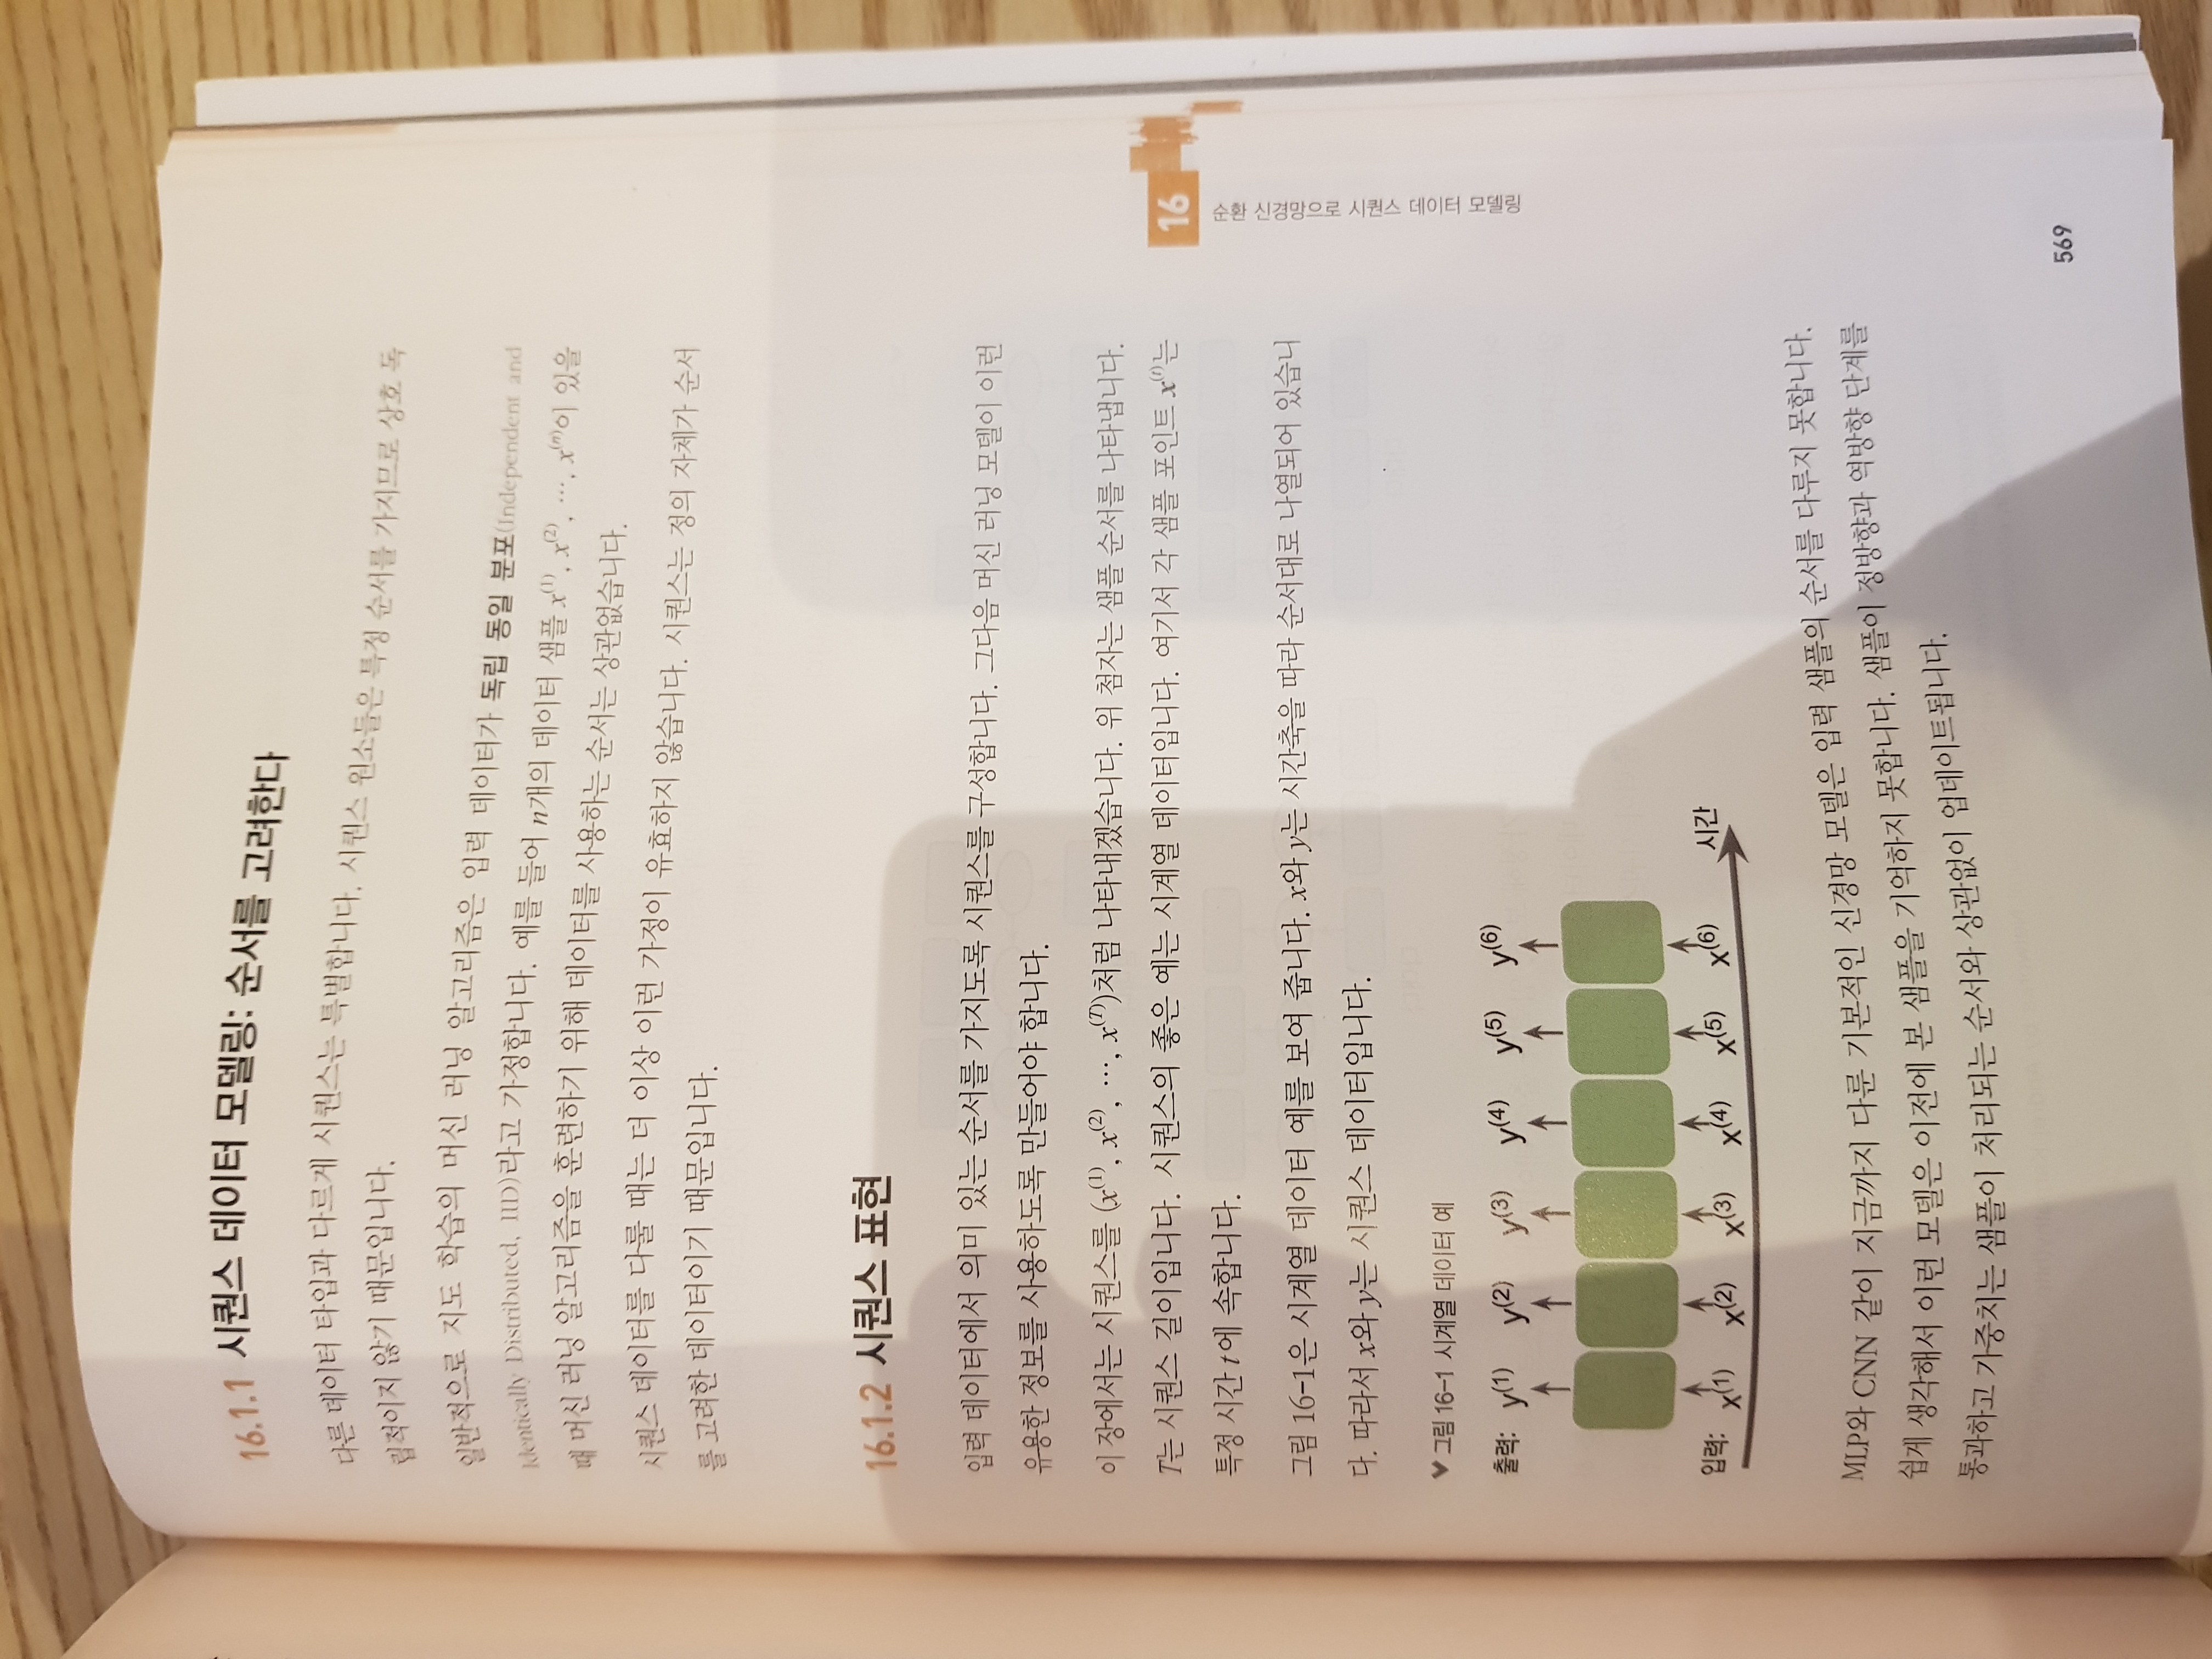 16.1.1 시퀀스 데이터 모델링: 순서를 고려한다
다른 데이터 타입과 다르게 시퀀스는 특별합니다. 시퀀스 원소들은 특정 순서를 가지므로 상호 독
립적이지 않기 때문입니다.
일반적으로 지도 학습의 머신 러닝 알고리즘은 입력 데이터가 독립 동일 분포(Independent and
Identically Distributed, IID)라고 가정합니다. 예를 들어 n개의 데이터 샘플 x⁽¹⁾, x⁽²⁾, ⋯, x⁽ⁿ⁾이 있을
때 머신 러닝 알고리즘을 훈련하기 위해 데이터를 사용하는 순서는 상관없습니다.
시퀀스 데이터를 다룰 때는 더 이상 이런 가정이 유효하지 않습니다. 시퀀스는 정의 자체가 순서
를 고려한 데이터이기 때문입니다.
16.1.2 시퀀스 표현
입력 데이터에서 의미 있는 순서를 가지도록 시퀀스를 구성합니다. 그다음 머신 러닝 모델이 이런
유용한 정보를 사용하도록 만들어야 합니다.
이 장에서는 시퀀스를 (x⁽¹⁾, x⁽²⁾, ⋯, x⁽ᵀ⁾)처럼 나타내겠습니다. 위 첨자는 샘플 순서를 나타냅니다.
T는 시퀀스 길이입니다. 시퀀스의 좋은 예는 시계열 데이터입니다. 여기서 각 샘플 포인트 x⁽ᵗ⁾는
특정 시간 t에 속합니다.
그림 16-1은 시계열 데이터 예를 보여 줍니다. x와 y는 시간축을 따라 순서대로 나열되어 있습니
다. 따라서 x와 y는 시퀀스 데이터입니다.
▼ 그림 16-1 시계열 데이터 예
출력: y⁽¹⁾ y⁽²⁾ y⁽³⁾ y⁽⁴⁾ y⁽⁵⁾ y⁽⁶⁾
입력: x⁽¹⁾ x⁽²⁾ x⁽³⁾ x⁽⁴⁾ x⁽⁵⁾ x⁽⁶⁾ 시간
MLP와 CNN 같이 지금까지 다룬 기본적인 신경망 모델은 입력 샘플의 순서를 다루지 못합니다.
쉽게 생각해서 이런 모델은 이전에 본 샘플을 기억하지 못합니다. 샘플이 정방향과 역방향 단계를
통과하고 가중치는 샘플이 처리되는 순서와 상관없이 업데이트됩니다.
16
순환 신경망으로 시퀀스 데이터 모델링
569